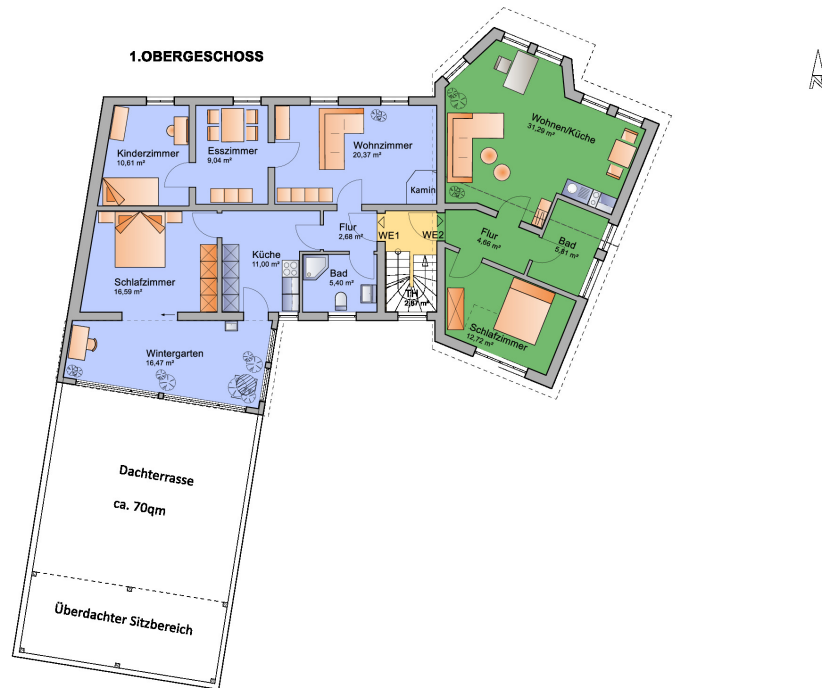 1.OBERGESCHOSS
Kinderzimmer
10,61 m²
Esszimmer
9,04 m²
Wohnzimmer
20,37 m²
Kamin
Wohnen/Küche
31,29 m²
Schlafzimmer
16,59 m²
Küche
11,00 m²
Flur
2,68 m²
Bad
5,40 m²
WE1
WE2
TH
2,87 m²
Flur
4,66 m²
Bad
5,81 m²
Schlafzimmer
12,72 m²
Wintergarten
16,47 m²
Dachterrasse
ca. 70qm
Überdachter Sitzbereich